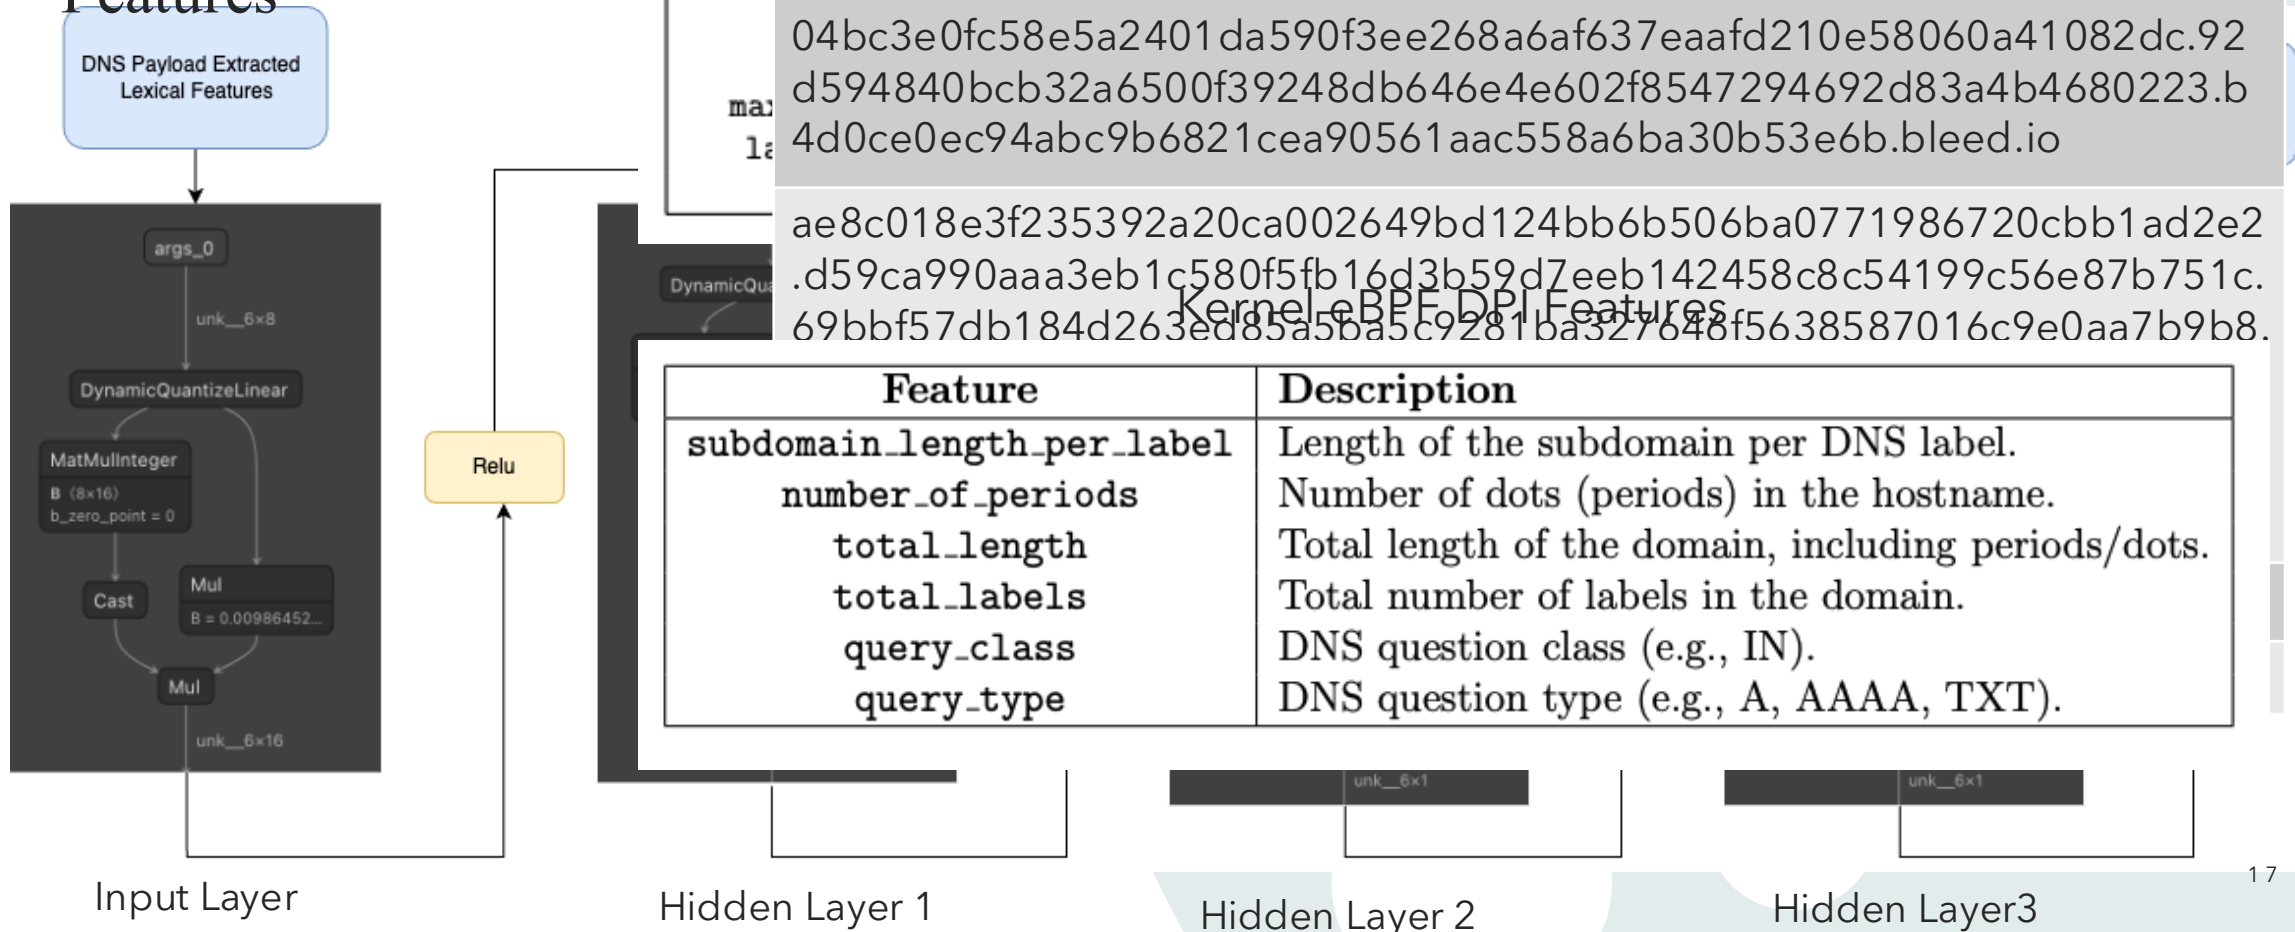 Features
DNS Payload Extracted
Lexical Features
04bc3e0fc58e5a2401da590f3ee268a6af637eaafd210e58060a41082dc.92
d594840bcb32a6500f39248db646e4e602f8547294692d83a4b4680223.b
4d0ce0ec94abc9b6821cea90561aac558a6ba30b53e6b.bleed.io
ae8c018e3f235392a20ca002649bd124bb6b506ba0771986720cbb1ad2e2
.d59ca990aaa3eb1c580f5fb16d3b59d7eeb142458c8c54199c56e87b751c.
69bbf57db184d263ed85a5ba5c9281ba327646f5638587016c9e0aa7b9b8.
Kernel eBPF DPI Features
args_0
unk__6×8
DynamicQuantizeLinear
MatMulInteger
B (8×16)
b_zero_point = 0
Cast
Mul
B = 0.00986452...
Mul
unk__6×16
Relu
Feature Description
subdomain_length_per_label Length of the subdomain per DNS label.
number_of_periods Number of dots (periods) in the hostname.
total_length Total length of the domain, including periods/dots.
total_labels Total number of labels in the domain.
query_class DNS question class (e.g., IN).
query_type DNS question type (e.g., A, AAAA, TXT).
unk__6×1
unk__6×1
Input Layer
Hidden Layer 1
Hidden Layer 2
Hidden Layer3
17